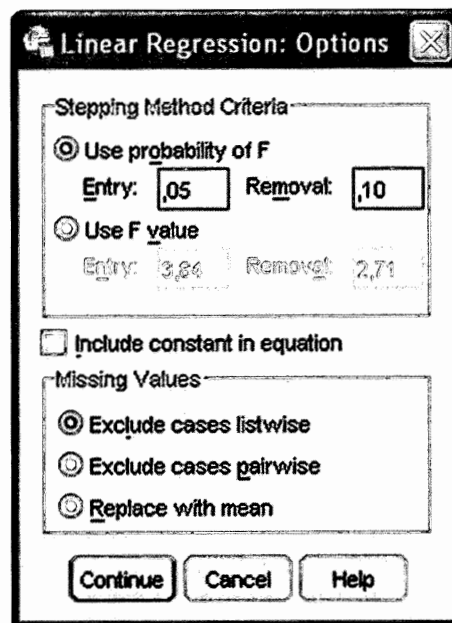 Linear Regression: Options
Stepping Method Criteria
Use probability of F
Entry: ,05 Removal: ,10
Use F value
Entry: 3,84 Removal: 2,71
Include constant in equation
Missing Values
Exclude cases listwise
Exclude cases pairwise
Replace with mean
Continue Cancel Help